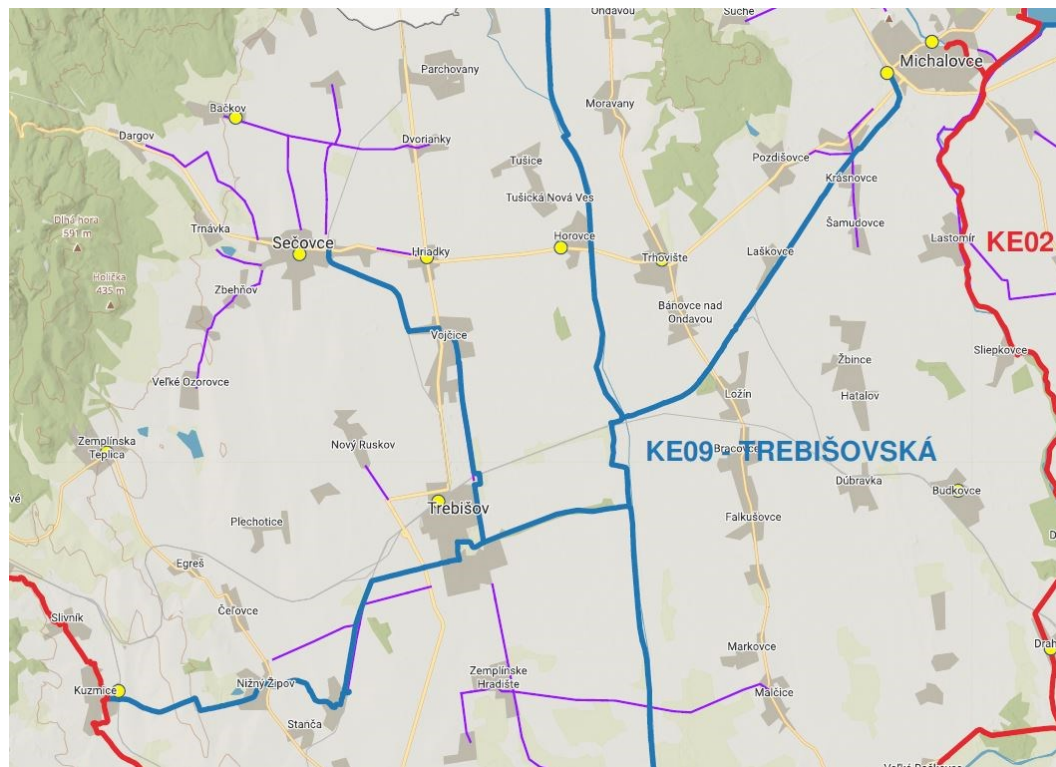 Ondavou
Suché
Michalovce
Parchovany
Moravany
Bačkov
Dargov
Dvorianky
Tušice
Pozdišovce
Krásnovce
Tušická Nová Ves
Dlhá hora
591 m
Trnávka
Sečovce
Hriadky
Horovce
Trhovište
Laškovce
Šamudovce
Lastomír
KE02
Holička
435 m
Zbehňov
Vojčice
Bánovce nad
Ondavou
Žbince
Sliepkovce
Veľké Ozorovce
Ložín
Hatalov
Zemplínska
Teplica
Nový Ruskov
Bracovce
KE09 - TREBIŠOVSKÁ
Dúbravka
Budkovce
Trebišov
Plechotice
Falkušovce
Egreš
Čeľovce
Slivník
Markovce
Drah
Kuzmice
Nižný Žipov
Zemplínske
Hradište
Malčice
Stanča